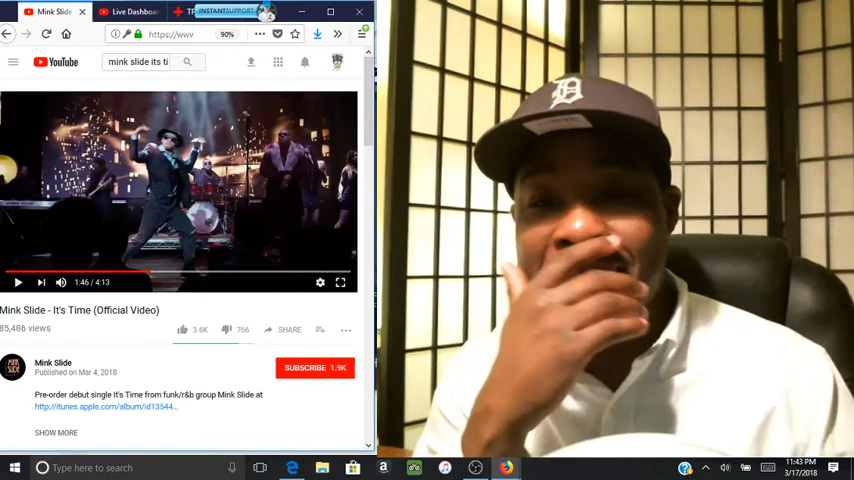 Mink Slide
Live Dashboa
TF
INSTANTSUPPORT
https://wwv
90%
YouTube
mink slide its ti
1:46 / 4:13
Mink Slide - It's Time (Official Video)
85,486 views
3.6K
766
SHARE
Mink Slide
Published on Mar 4, 2018
SUBSCRIBE 1.9K
Pre-order debut single It's Time from funk/r&b group Mink Slide at
http://itunes.apple.com/album/id13544...
SHOW MORE
D
Type here to search
11:43 PM
3/17/2018